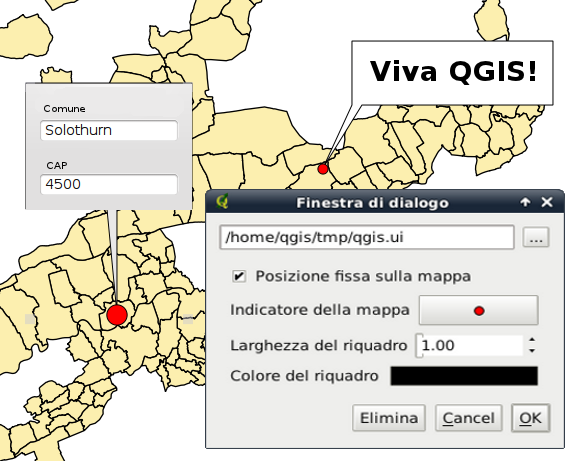 Viva QGIS!
Comune
Solothurn
CAP
4500
Finestra di dialogo
/home/qgis/tmp/qgis.ui
...
Posizione fissa sulla mappa
Indicatore della mappa
Larghezza del riquadro 1.00
Colore del riquadro
Elimina Cancel OK